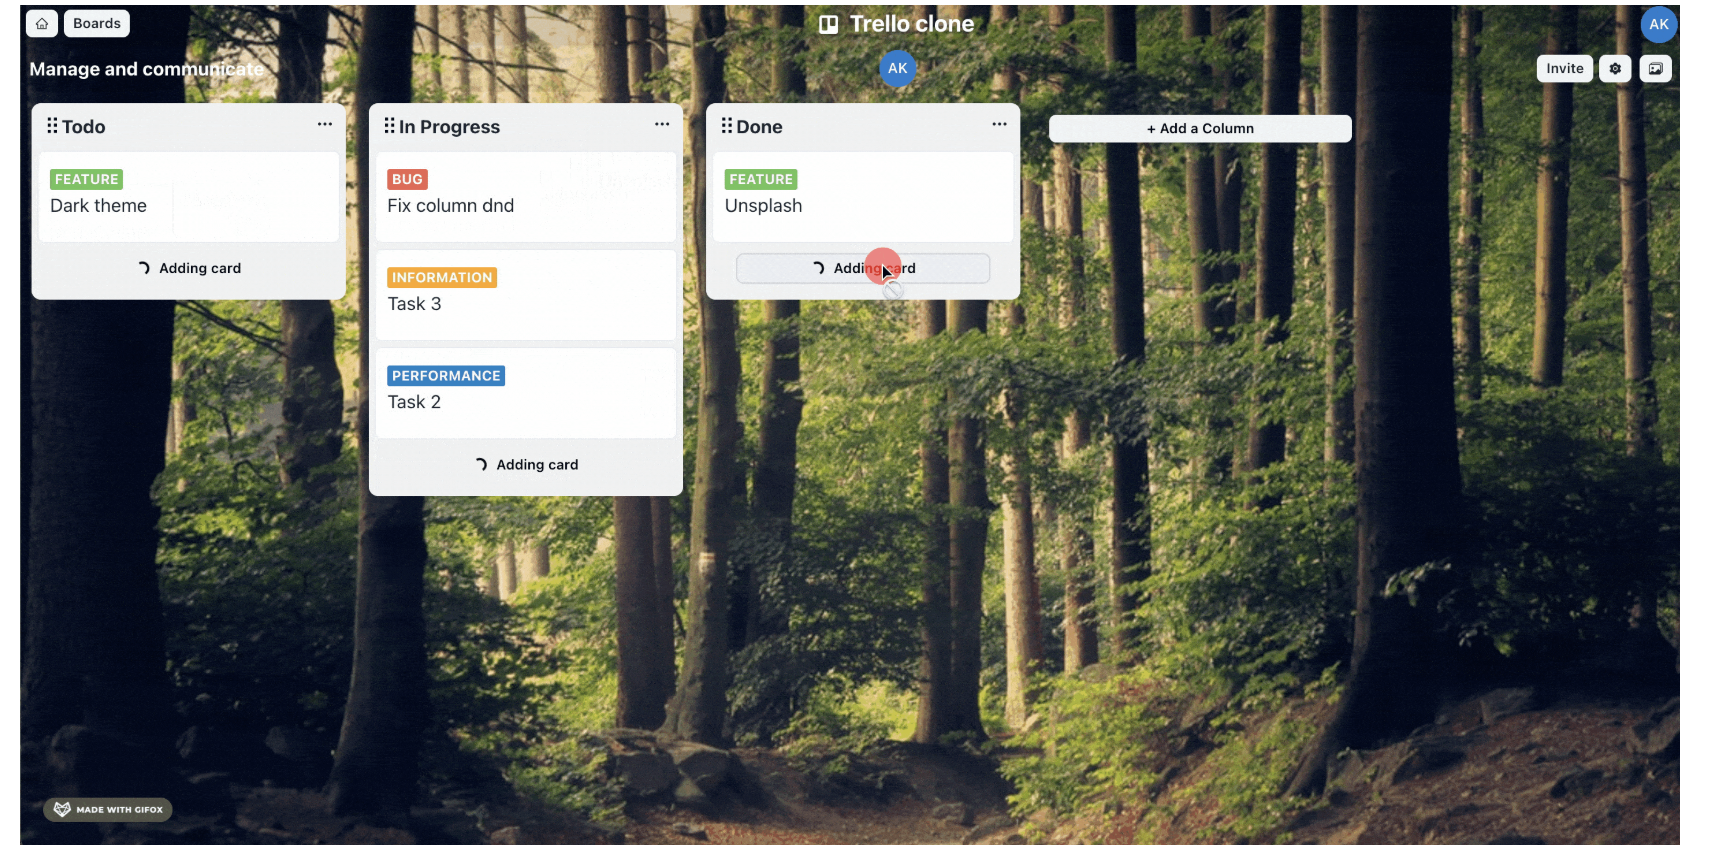 Boards
Trello clone
AK
Manage and communicate
AK
Invite
Todo
FEATURE
Dark theme
Adding card
In Progress
BUG
Fix column dnd
INFORMATION
Task 3
PERFORMANCE
Task 2
Adding card
Done
FEATURE
Unsplash
Adding card
+ Add a Column
MADE WITH GIFOX